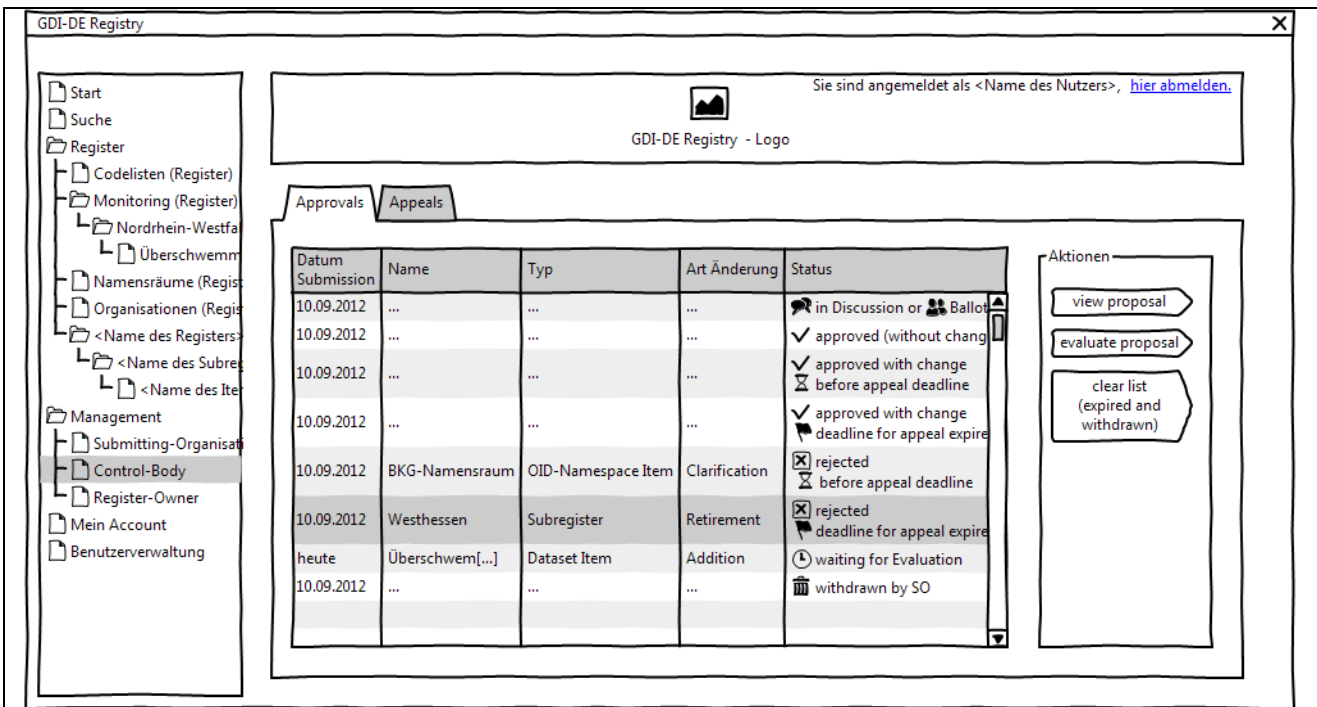 GDI-DE Registry
Sie sind angemeldet als <Name des Nutzers>, hier abmelden.
GDI-DE Registry - Logo
Start
Suche
Register
Codelisten (Register)
Monitoring (Register)
Nordrhein-Westfal
Überschwemm
Namensräume (Regist
Organisationen (Regis
<Name des Registers>
<Name des Subreg
<Name des Iter
Management
Submitting-Organisati
Control-Body
Register-Owner
Mein Account
Benutzerverwaltung
Approvals Appeals
Datum Submission Name Typ Art Änderung Status
10.09.2012 ... ... ... in Discussion or Ballot
10.09.2012 ... ... ... approved (without chang
10.09.2012 ... ... ... approved with change
before appeal deadline
10.09.2012 ... ... ... approved with change
deadline for appeal expire
10.09.2012 BKG-Namensraum OID-Namespace Item Clarification rejected
before appeal deadline
10.09.2012 Westhessen Subregister Retirement rejected
deadline for appeal expire
heute Überschwem[...] Dataset Item Addition waiting for Evaluation
10.09.2012 ... ... ... withdrawn by SO
Aktionen
view proposal
evaluate proposal
clear list
(expired and
withdrawn)